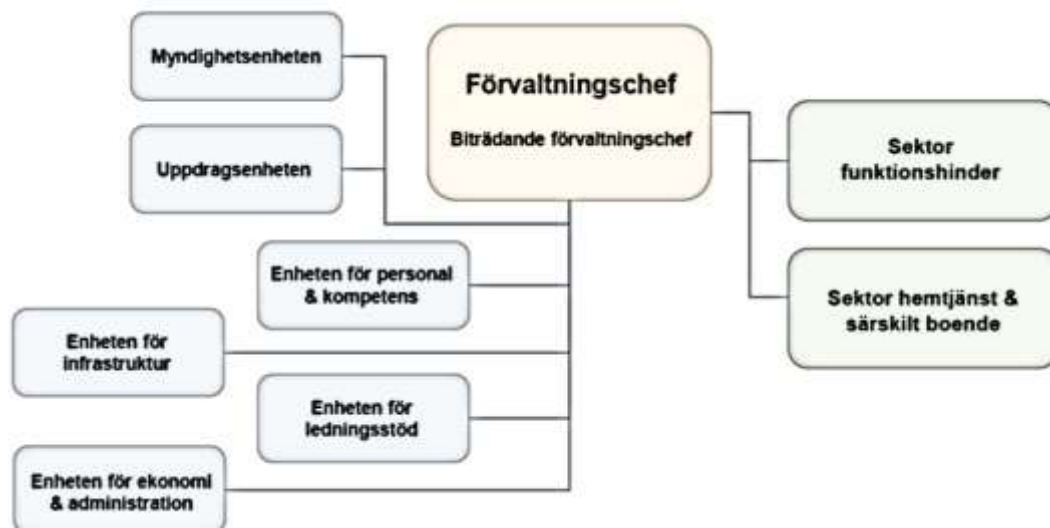 Myndighetsenheten
Uppdragsenheten
Förvaltningschef
Biträdande förvaltningschef
Sektor
funktionshinder
Sektor hemtjänst &
särskilt boende
Enheten för personal
& kompetens
Enheten för
infrastruktur
Enheten för
ledningsstöd
Enheten för ekonomi
& administration